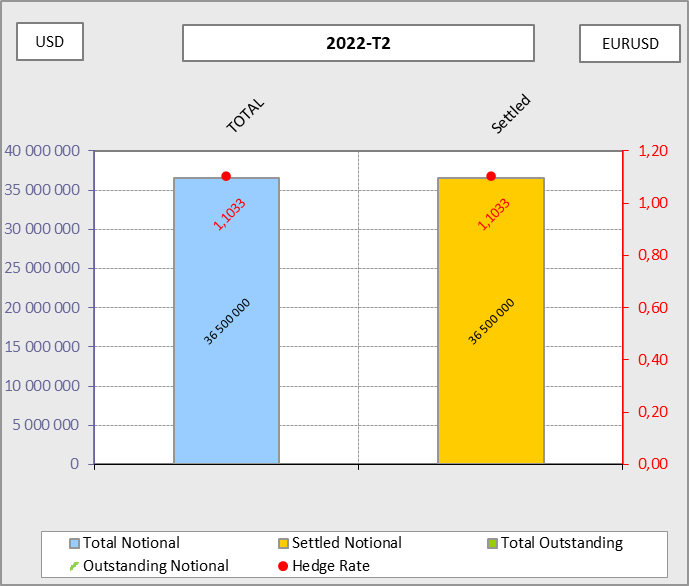 USD
2022-T2
EURUSD
TOTAL
Settled
40 000 000
35 000 000
30 000 000
25 000 000
20 000 000
15 000 000
10 000 000
5 000 000
0
1,1033
36 500 000
1,1033
36 500 000
1,20
1,00
0,80
0,60
0,40
0,20
0,00
Total Notional
Settled Notional
Total Outstanding
Outstanding Notional
Hedge Rate